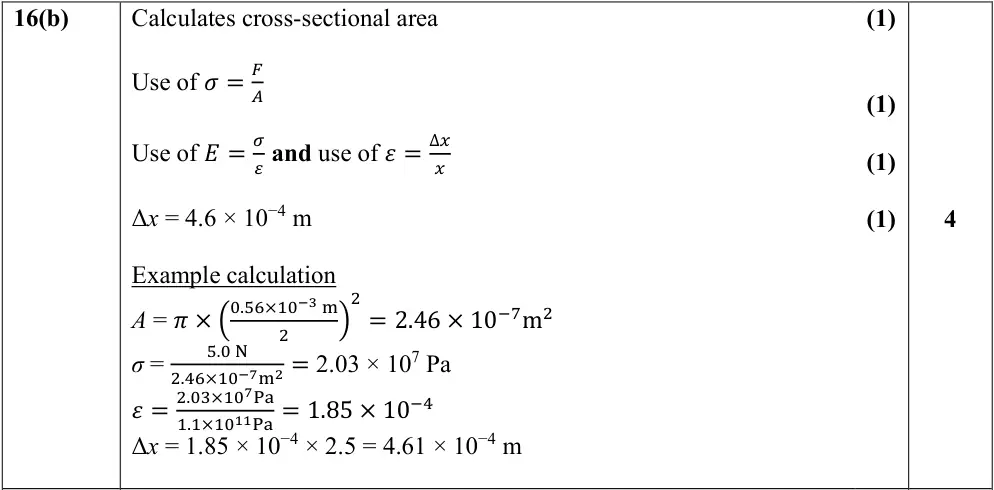 16(b) Calculates cross-sectional area (1)
Use of σ = F/A (1)
Use of E = σ/ε and use of ε = Δx/x (1)
Δx = 4.6 × 10⁻⁴ m (1) 4
Example calculation
A = π × (0.56×10⁻³ m / 2)² = 2.46 × 10⁻⁷m²
σ = 5.0 N / 2.46×10⁻⁷m² = 2.03 × 10⁷ Pa
ε = 2.03×10⁷Pa / 1.1×10¹¹Pa = 1.85 × 10⁻⁴
Δx = 1.85 × 10⁻⁴ × 2.5 = 4.61 × 10⁻⁴ m